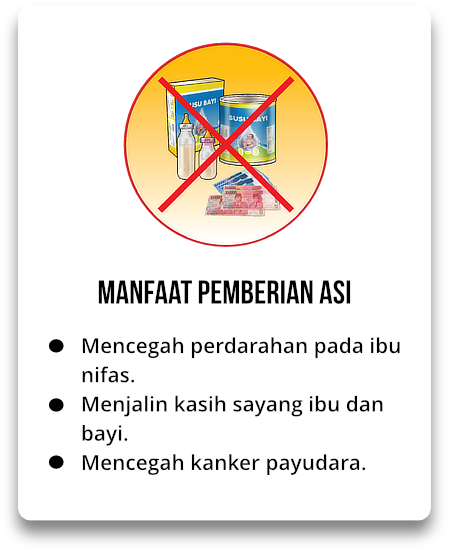 SUSU BAYI
SUSU BAYI
MANFAAT PEMBERIAN ASI
● Mencegah perdarahan pada ibu
nifas.
● Menjalin kasih sayang ibu dan
bayi.
● Mencegah kanker payudara.